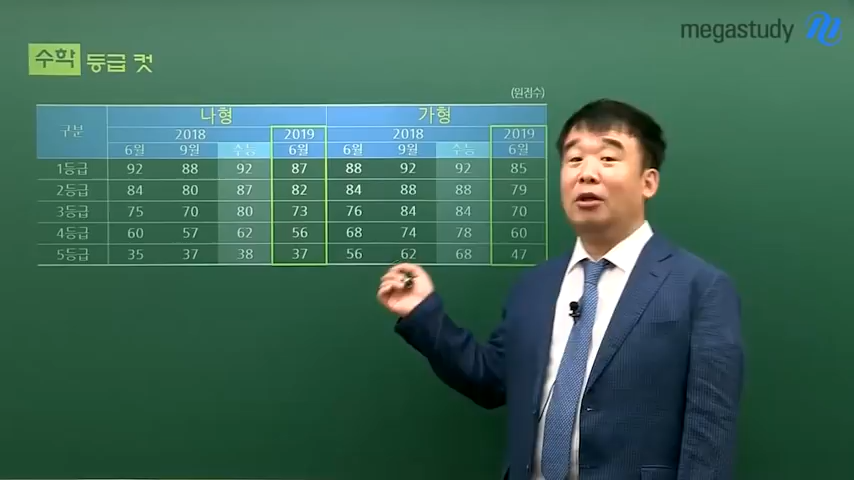 megastudy
수학 등급 컷
(원점수)
구분 나형 가형
2018 2019 2018 2019
6월 9월 수능 6월 6월 9월 수능 6월
1등급 92 88 92 87 88 92 92 85
2등급 84 80 87 82 84 88 88 79
3등급 75 70 80 73 76 84 84 70
4등급 60 57 62 56 68 74 78 60
5등급 35 37 38 37 56 62 68 47